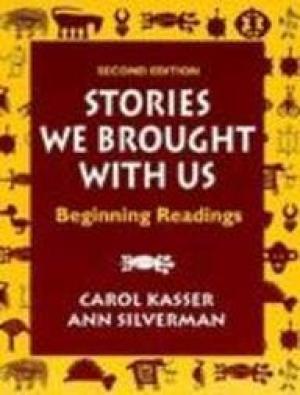 SECOND EDITION
STORIES
WE BROUGHT
WITH US
Beginning Readings
CAROL KASSER
ANN SILVERMAN